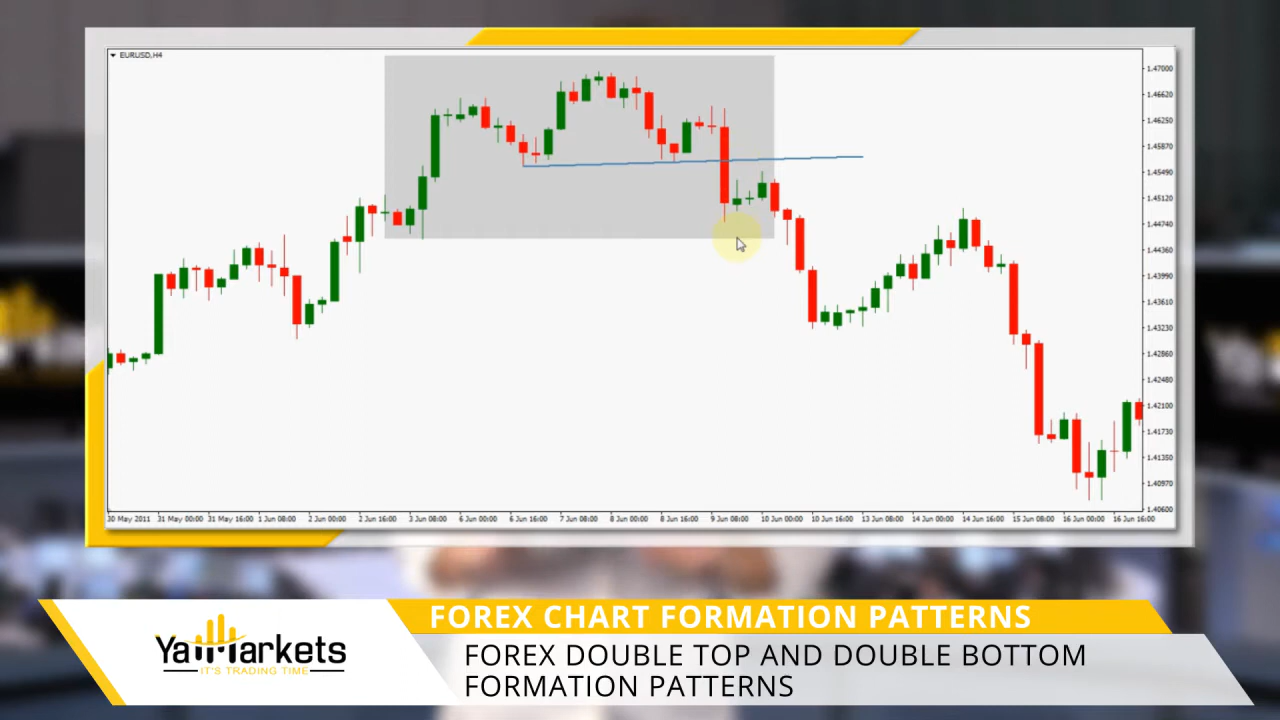 EURUSD,H4
1.47000
1.46620
1.46250
1.45870
1.45490
1.45120
1.44740
1.44360
1.43990
1.43610
1.43230
1.42860
1.42480
1.42100
1.41730
1.41350
1.40970
1.40600
30 May 2011 31 May 00:00 31 May 16:00 1 Jun 08:00 2 Jun 00:00 2 Jun 16:00 3 Jun 08:00 6 Jun 00:00 6 Jun 16:00 7 Jun 08:00 8 Jun 00:00 8 Jun 16:00 9 Jun 08:00 10 Jun 00:00 10 Jun 16:00 13 Jun 08:00 14 Jun 00:00 14 Jun 16:00 15 Jun 08:00 16 Jun 00:00 16 Jun 16:00
YaMarkets
IT'S TRADING TIME
FOREX CHART FORMATION PATTERNS
FOREX DOUBLE TOP AND DOUBLE BOTTOM
FORMATION PATTERNS